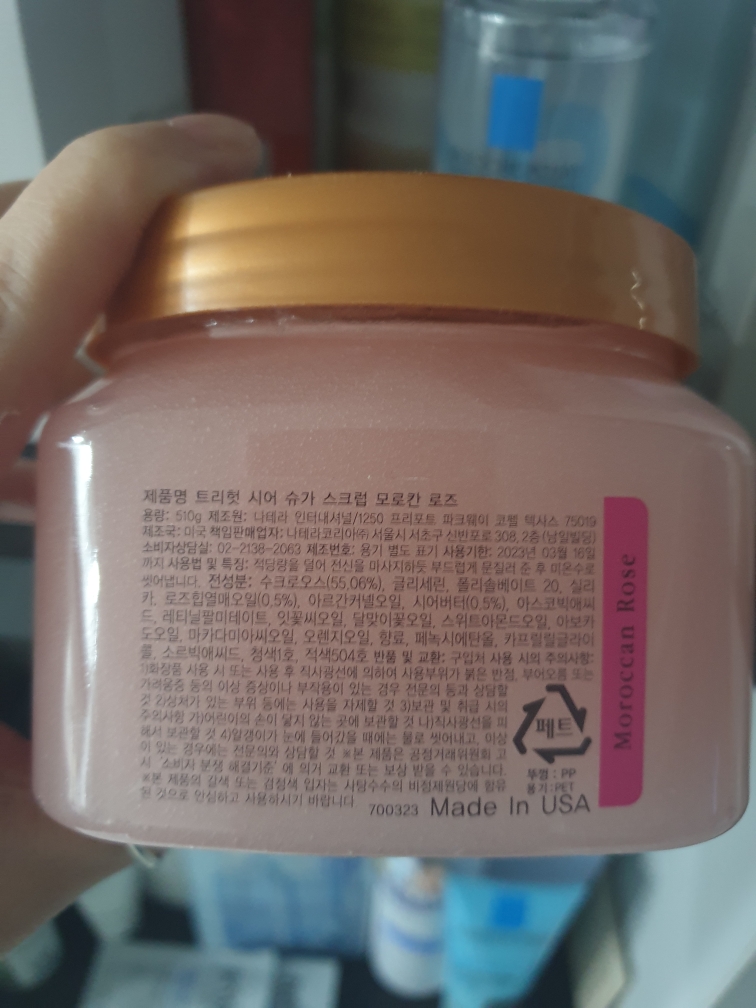 제품명 트리헛 시어 슈가 스크럽 모로칸 로즈
용량: 510g 제조원: 나테라 인터내셔널/1250 프리포트 파크웨이 코펠 텍사스 75019
제조국: 미국 책임판매업자: 나테라코리아㈜ 서울시 서초구 신반포로 308, 2층 (남일빌딩)
소비자상담실: 02-2138-2063 제조번호: 용기 별도 표기 사용기한: 2023년 03월 16일
까지 사용법 및 특징: 적당량을 덜어 전신을 마사지하듯 부드럽게 문질러 준 후 미온수로
씻어냅니다. 전성분: 수크로오스(55.06%), 글리세린, 폴리솔베이트 20, 실리
카, 로즈힙열매오일(0.5%), 아르간커넬오일, 시어버터(0.5%), 아스코빅애씨
드, 레티닐팔미테이트, 잇꽃씨오일, 달맞이꽃오일, 스위트아몬드오일, 아보카
도오일, 마카다미아씨오일, 오렌지오일, 향료, 페녹시에탄올, 카프릴릴글라이
콜, 소르빅애씨드, 청색1호, 적색504호 반품 및 교환: 구입처 사용 시의 주의사항:
1)화장품 사용 시 또는 사용 후 직사광선에 의하여 사용부위가 붉은 반점, 부어오름 또는
가려움증 등의 이상 증상이나 부작용이 있는 경우 전문의 등과 상담할
것 2)상처가 있는 부위 등에는 사용을 자제할 것 3)보관 및 취급 시의
주의사항 가)어린이의 손이 닿지 않는 곳에 보관할 것 나)직사광선을 피
해서 보관할 것 4)알갱이가 눈에 들어갔을 때에는 물로 씻어내고, 이상
이 있는 경우에는 전문의와 상담할 것 ※본 제품은 공정거래위원회 고
시 '소비자 분쟁 해결기준'에 의거 교환 또는 보상 받을 수 있습니다.
※본 제품의 갈색 또는 검정색 입자는 사탕수수의 비정제원당에 함유
된 것으로 안심하고 사용하시기 바랍니다
700323 Made In USA
페트
뚜껑 : PP
용기 : PET
Moroccan Rose